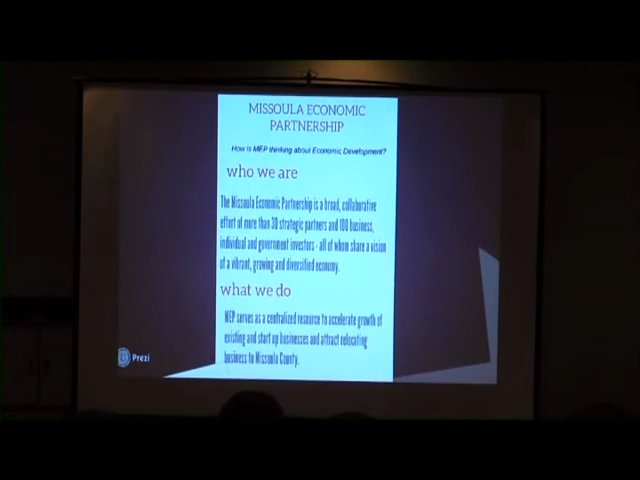 MISSOULA ECONOMIC
PARTNERSHIP
How is MEP thinking about Economic Development?
who we are
The Missoula Economic Partnership is a broad, collaborative
effort of more than 30 strategic partners and 100 business,
individual and government investors - all of whom share a vision
of a vibrant, growing and diversified economy.
what we do
MEP serves as a centralized resource to accelerate growth of
existing and start up businesses and attract relocating
business to Missoula County.
Prezi